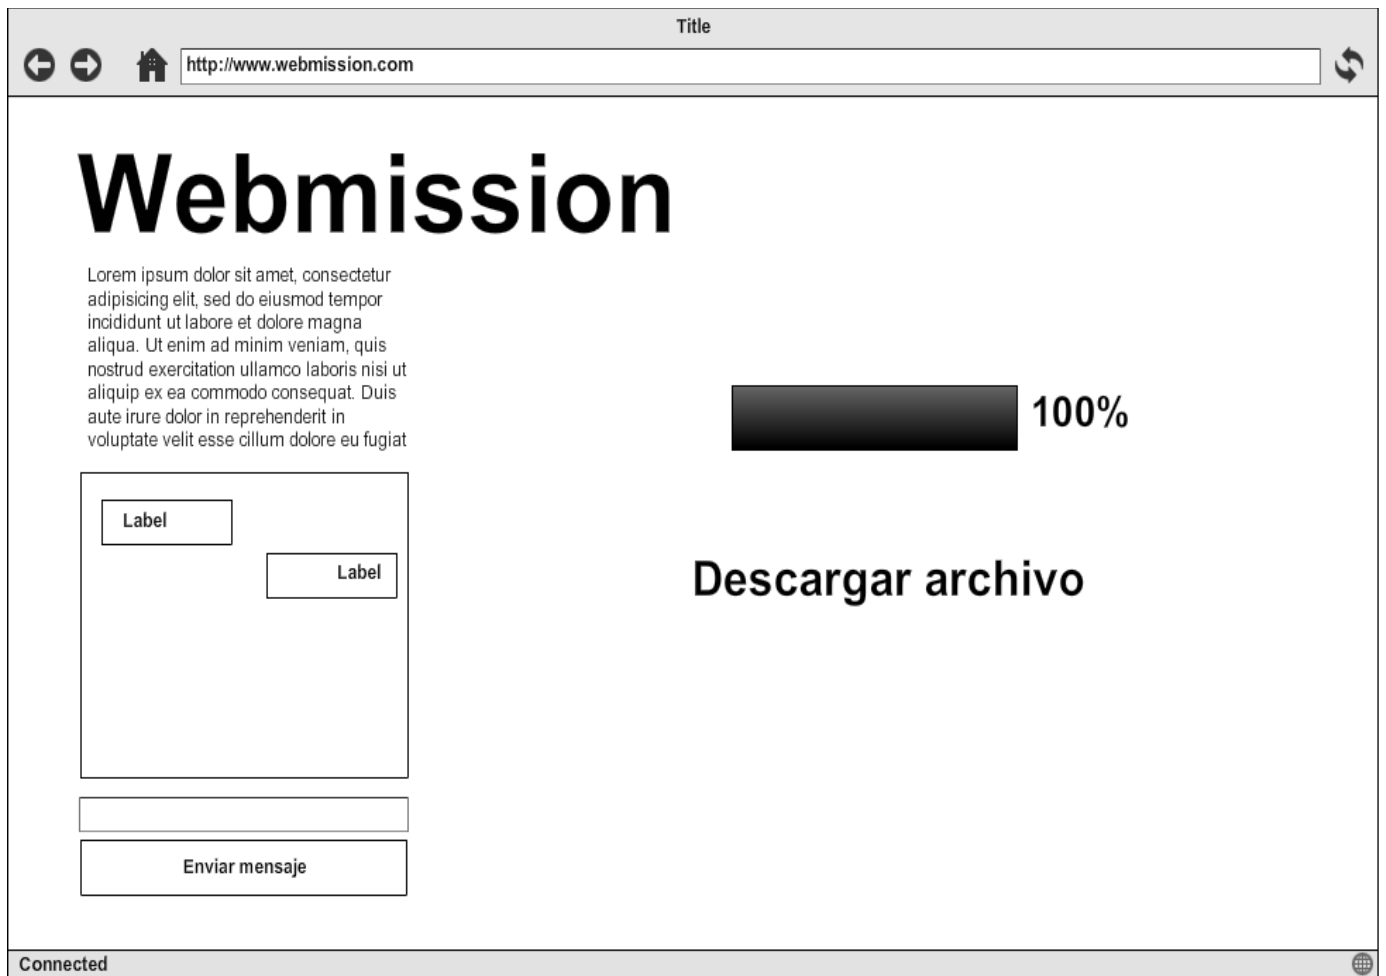 Title
http://www.webmission.com
Webmission
Lorem ipsum dolor sit amet, consectetur
adipisicing elit, sed do eiusmod tempor
incididunt ut labore et dolore magna
aliqua. Ut enim ad minim veniam, quis
nostrud exercitation ullamco laboris nisi ut
aliquip ex ea commodo consequat. Duis
aute irure dolor in reprehenderit in
voluptate velit esse cillum dolore eu fugiat
Label
Label
Enviar mensaje
100%
Descargar archivo
Connected